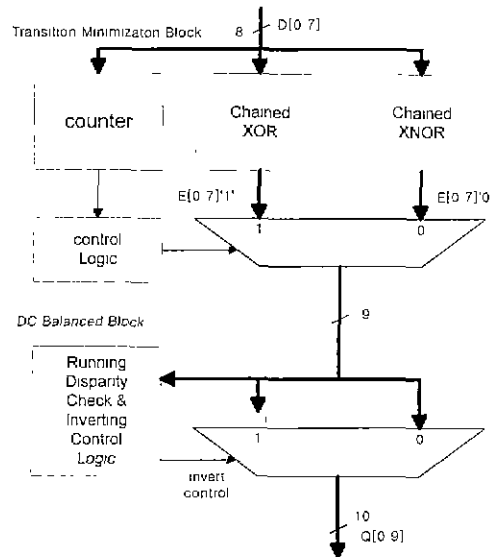 Transition Minimizaton Block
8
D[0 7]
counter
Chained
XOR
Chained
XNOR
E[0 7]'1'
E[0 7]'0
1
0
control
Logic
9
DC Balanced Block
Running
Disparity
Check &
Inverting
Control
Logic
1
0
invert
control
10
Q[0 9]